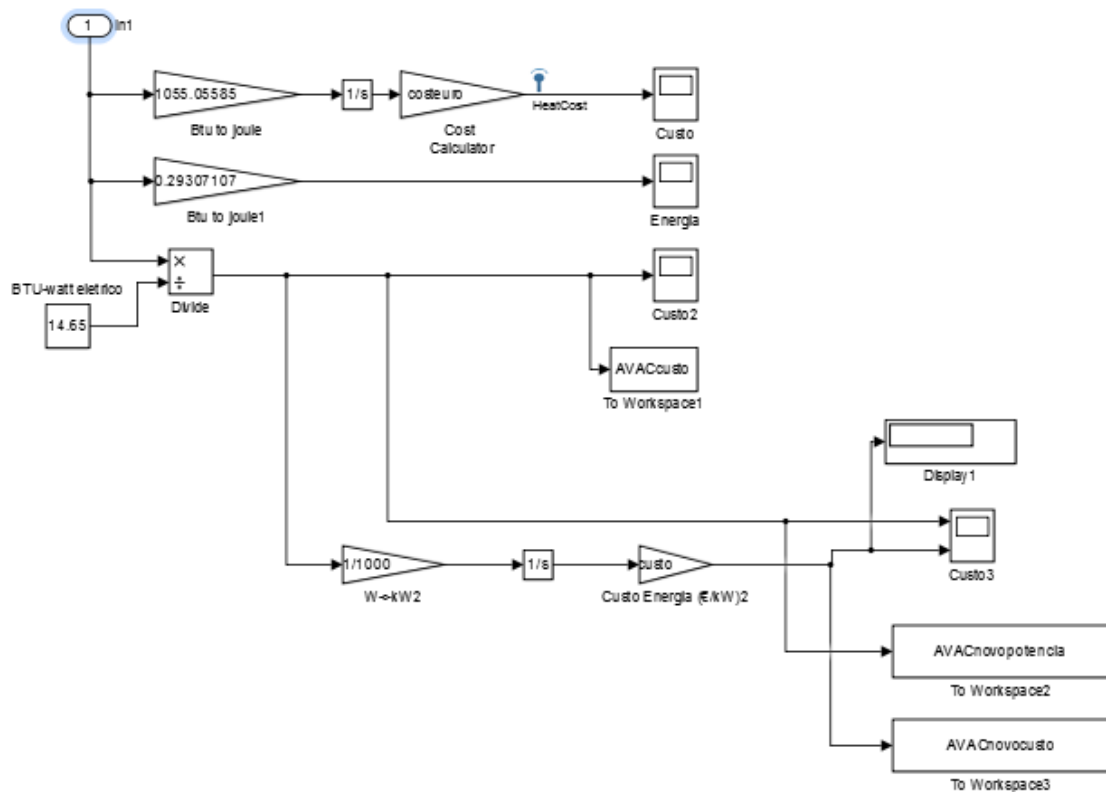 1
In1
1055.05585
1/s
costeuro
HeatCost
Btu to joule
Cost
Calculator
Custo
0.29307107
Btu to joule1
Energia
×
÷
BTU-watt eletrico
14.65
Divide
Custo2
AVACcusto
To Workspace1
Display1
1/1000
1/s
custo
W->kW2
Custo Energia (€/kW)2
Custo3
AVACnovopotencia
To Workspace2
AVACnovocusto
To Workspace3